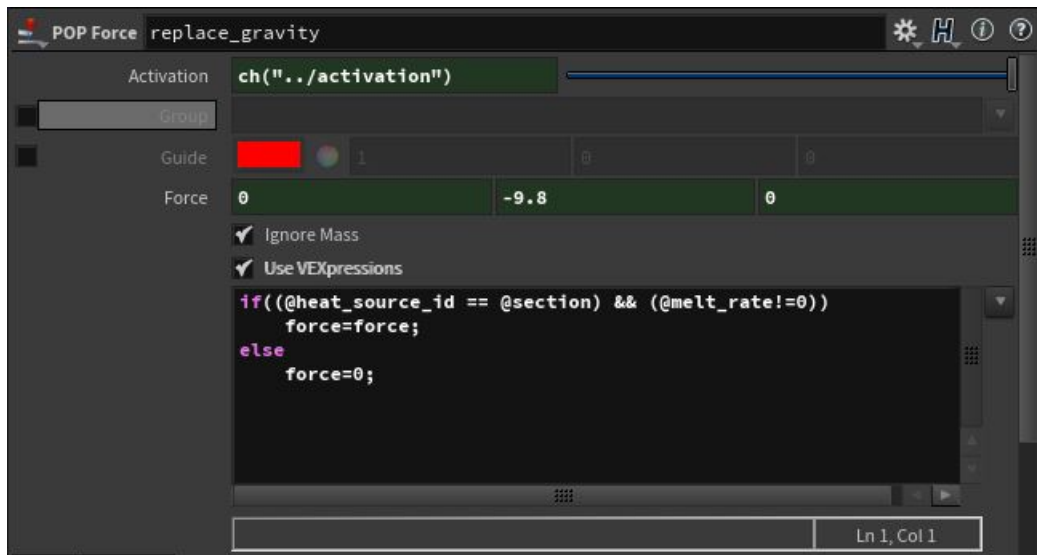 POP Force replace_gravity
Activation ch("../activation")
Group
Guide 1 0 0
Force 0 -9.8 0
Ignore Mass
Use VEXpressions
if((@heat_source_id == @section) && (@melt_rate!=0))
    force=force;
else
    force=0;
Ln 1, Col 1